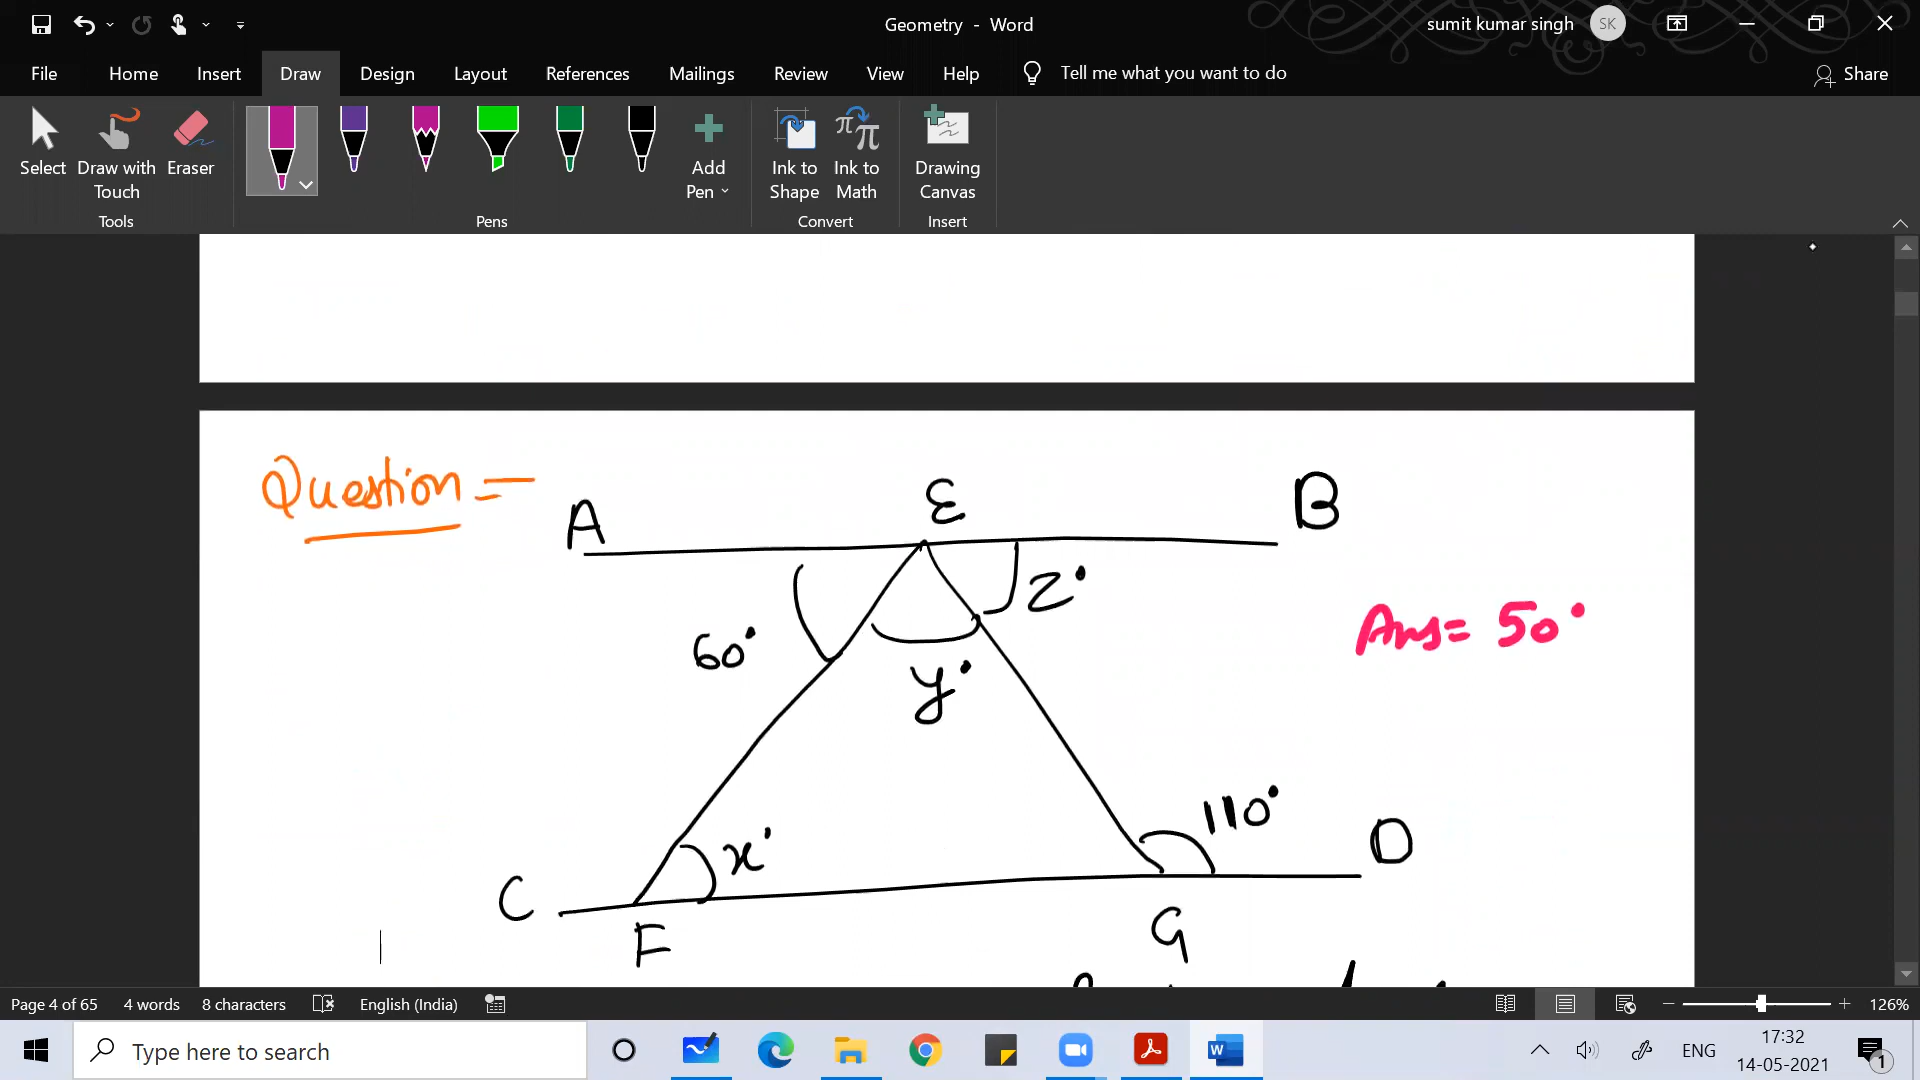 Geometry - Word
sumit kumar singh
SK
File Home Insert Draw Design Layout References Mailings Review View Help Tell me what you want to do
Share
Select
Draw with Touch
Eraser
Add Pen
Ink to Shape
Ink to Math
Drawing Canvas
Tools
Pens
Convert
Insert
Question =
A
E
B
z°
60°
y°
Ans = 50°
110°
x°
D
C
F
G
Page 4 of 65
4 words
8 characters
English (India)
126%
Type here to search
ENG
17:32
14-05-2021
1